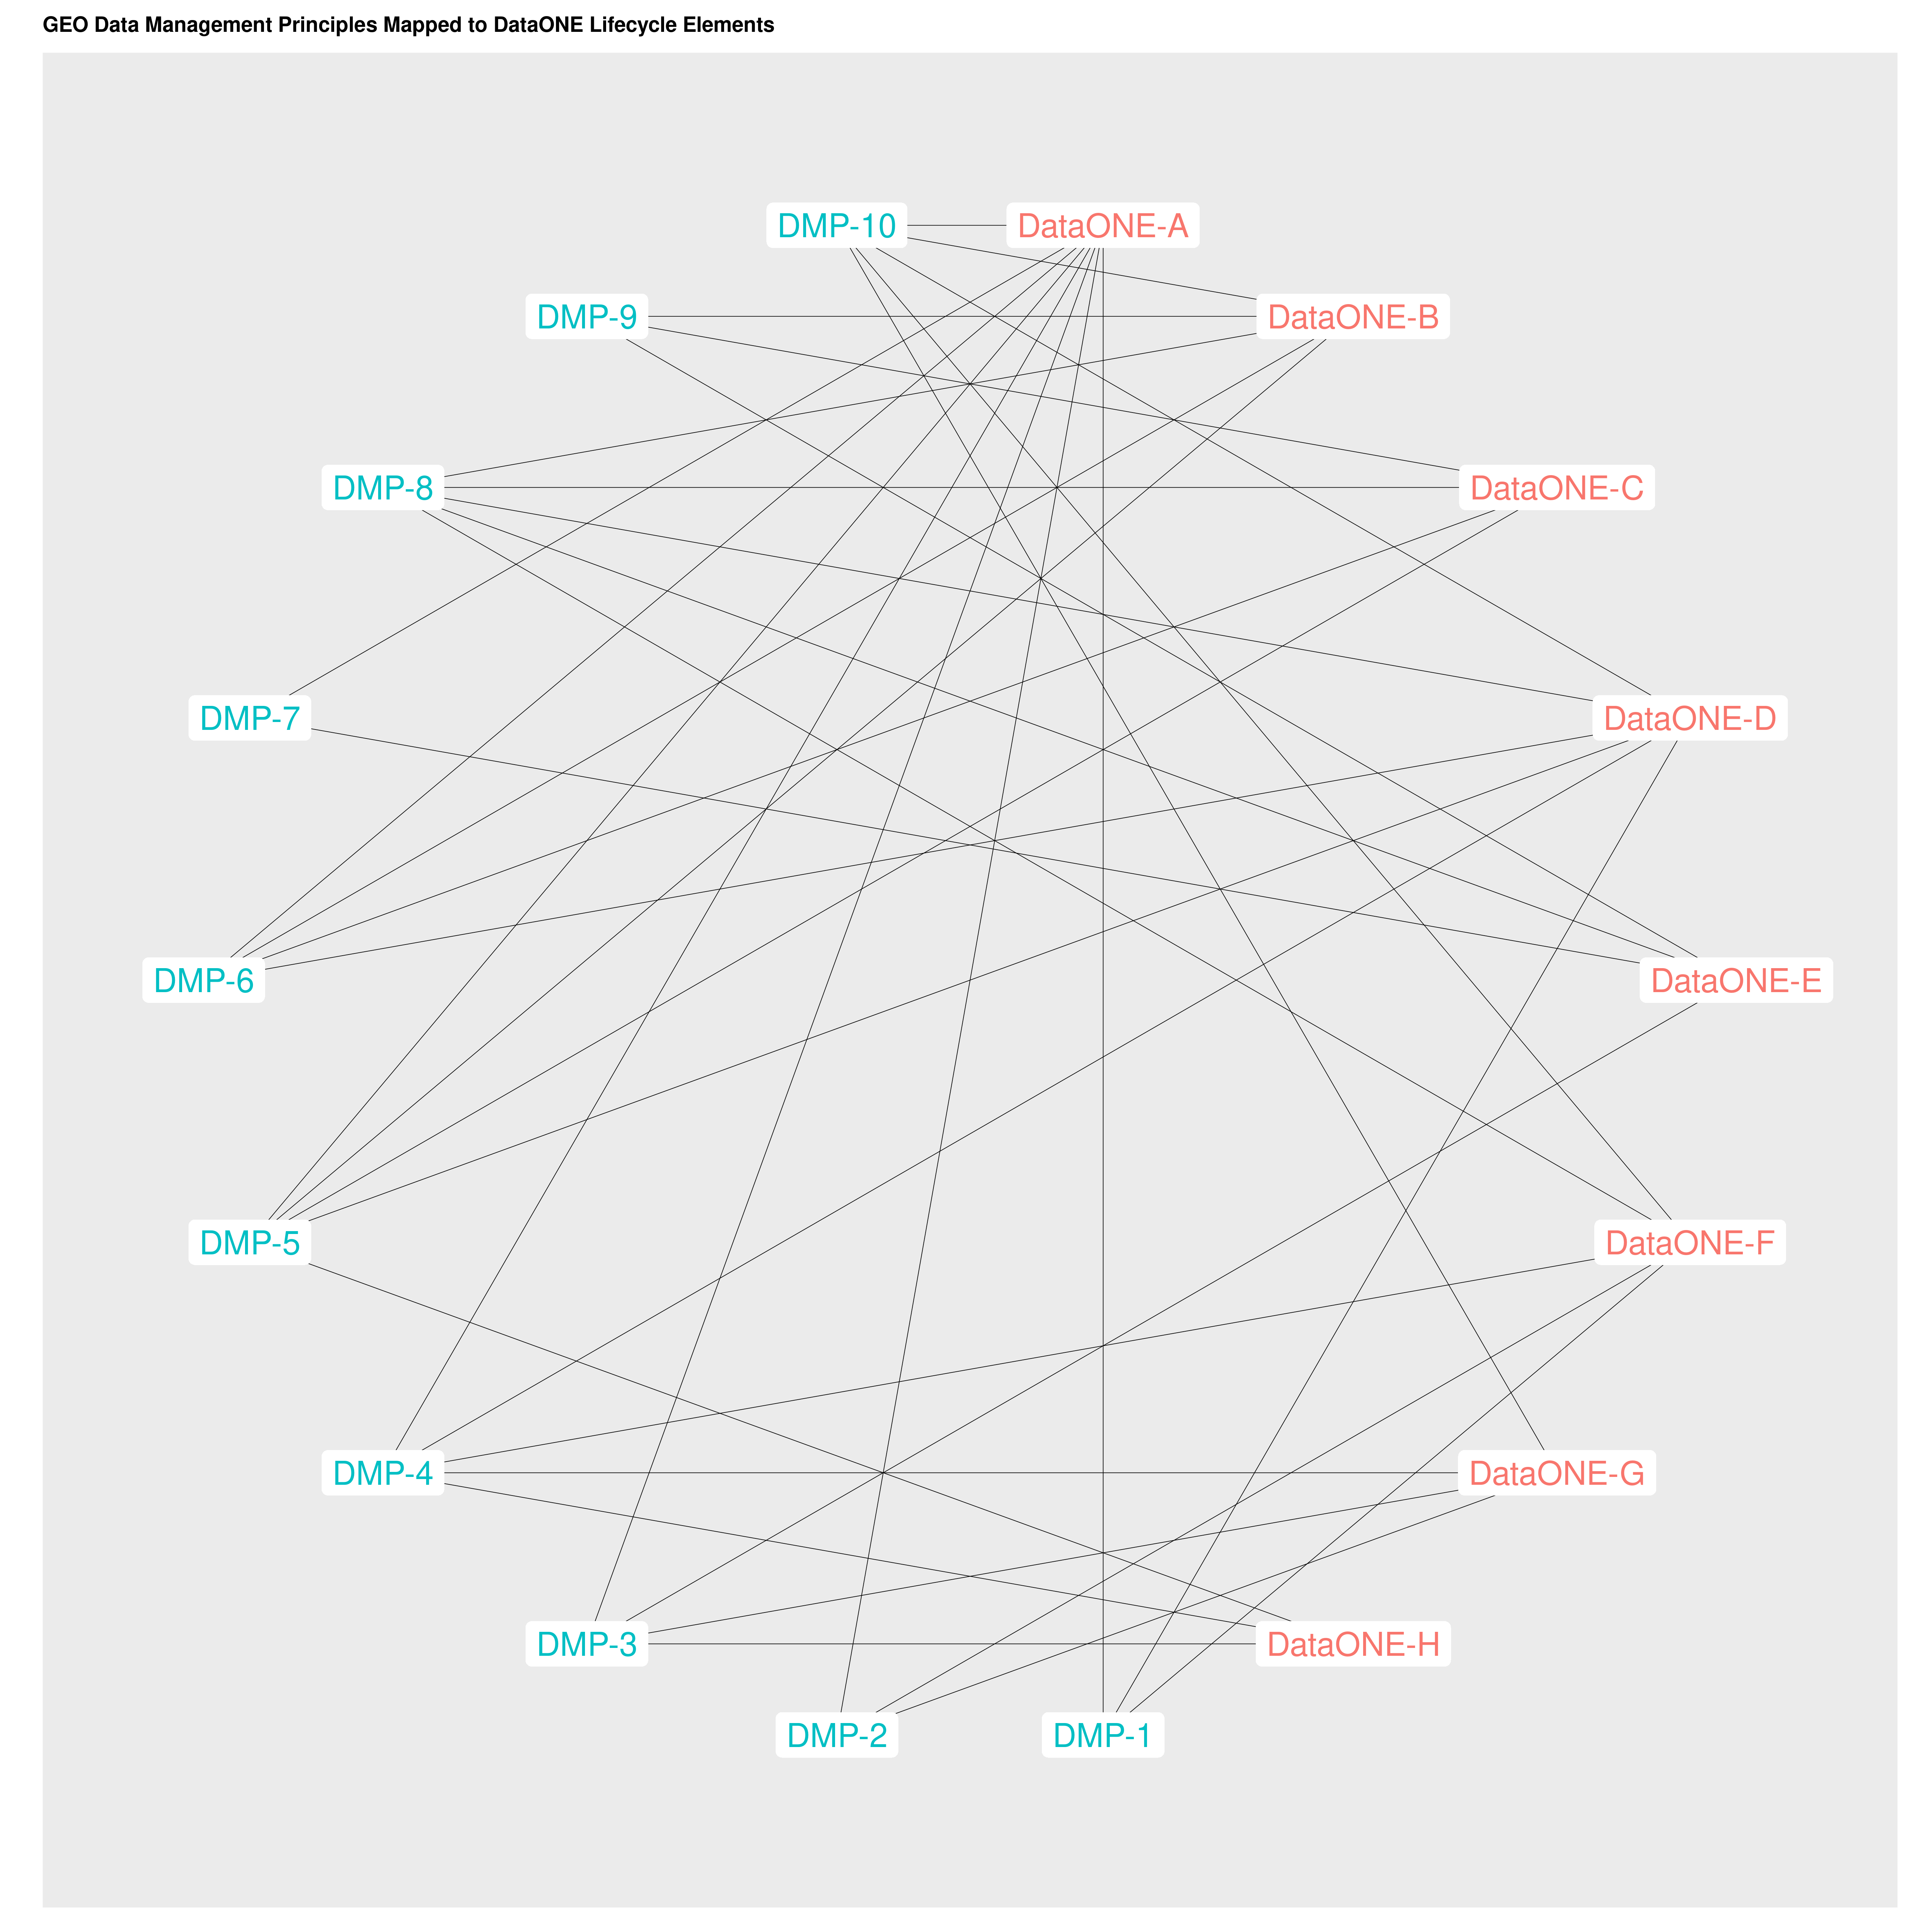 GEO Data Management Principles Mapped to DataONE Lifecycle Elements
DMP-10 DataONE-A
DMP-9 DataONE-B
DMP-8 DataONE-C
DMP-7 DataONE-D
DMP-6 DataONE-E
DMP-5 DataONE-F
DMP-4 DataONE-G
DMP-3 DataONE-H
DMP-2 DMP-1